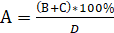 A = (B+C)*100% / D